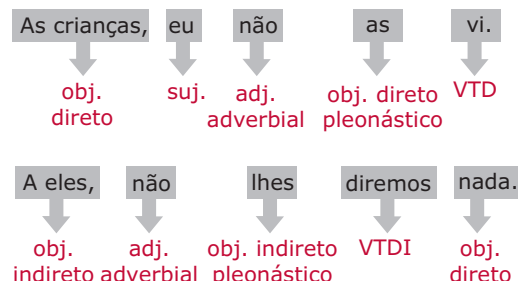 As crianças, eu não as vi.
obj. direto suj. adj. adverbial obj. direto pleonástico VTD
A eles, não lhes diremos nada.
obj. indireto adj. adverbial obj. indireto pleonástico VTDI obj. direto